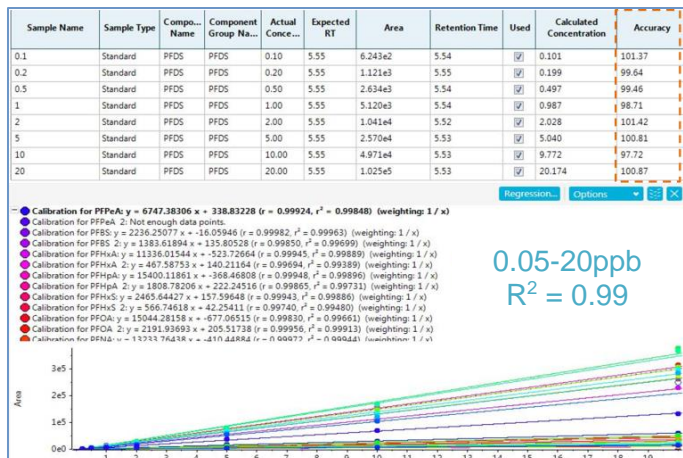 Sample Name Sample Type Compo... Name Component Group Na... Actual Conce... Expected RT Area Retention Time Used Calculated Concentration Accuracy
0.1 Standard PFDS PFDS 0.10 5.55 6.243e2 5.54 0.101 101.37
0.2 Standard PFDS PFDS 0.20 5.55 1.121e3 5.55 0.199 99.64
0.5 Standard PFDS PFDS 0.50 5.55 2.634e3 5.54 0.497 99.46
1 Standard PFDS PFDS 1.00 5.55 5.120e3 5.54 0.987 98.71
2 Standard PFDS PFDS 2.00 5.55 1.041e4 5.52 2.028 101.42
5 Standard PFDS PFDS 5.00 5.55 2.570e4 5.53 5.040 100.81
10 Standard PFDS PFDS 10.00 5.55 4.971e4 5.53 9.772 97.72
20 Standard PFDS PFDS 20.00 5.55 1.025e5 5.53 20.174 100.87
Regression... Options
Calibration for PFPeA: y = 6747.38306 x + 338.83228 (r = 0.99924, r² = 0.99848) (weighting: 1 / x)
Calibration for PFPeA 2: Not enough data points.
Calibration for PFBS: y = 2236.25077 x + -16.05946 (r = 0.99982, r² = 0.99963) (weighting: 1 / x)
Calibration for PFBS 2: y = 1383.61894 x + 135.80528 (r = 0.99850, r² = 0.99699) (weighting: 1 / x)
Calibration for PFHxA: y = 11336.01544 x + -523.72664 (r = 0.99945, r² = 0.99889) (weighting: 1 / x)
Calibration for PFHxA 2: y = 467.58753 x + 140.21164 (r = 0.99694, r² = 0.99389) (weighting: 1 / x)
Calibration for PFHpA: y = 15400.11861 x + -368.46808 (r = 0.99948, r² = 0.99896) (weighting: 1 / x)
Calibration for PFHpA 2: y = 1808.78206 x + 222.24516 (r = 0.99865, r² = 0.99731) (weighting: 1 / x)
Calibration for PFHxS: y = 2465.64427 x + 157.59648 (r = 0.99943, r² = 0.99886) (weighting: 1 / x)
Calibration for PFHxS 2: y = 566.74618 x + 42.25411 (r = 0.99740, r² = 0.99480) (weighting: 1 / x)
Calibration for PFOA: y = 15044.28158 x + -677.06515 (r = 0.99830, r² = 0.99661) (weighting: 1 / x)
Calibration for PFOA 2: y = 2191.93693 x + 205.51738 (r = 0.99956, r² = 0.99913) (weighting: 1 / x)
Calibration for PFNA: y = 13233.76438 x + -410.44884 (r = 0.99972, r² = 0.99944) (weighting: 1 / x)
0.05-20ppb
R² = 0.99
Area
3e5
2e5
1e5
0e0
1 2 3 4 5 6 7 8 9 10 11 12 13 14 15 16 17 18 19